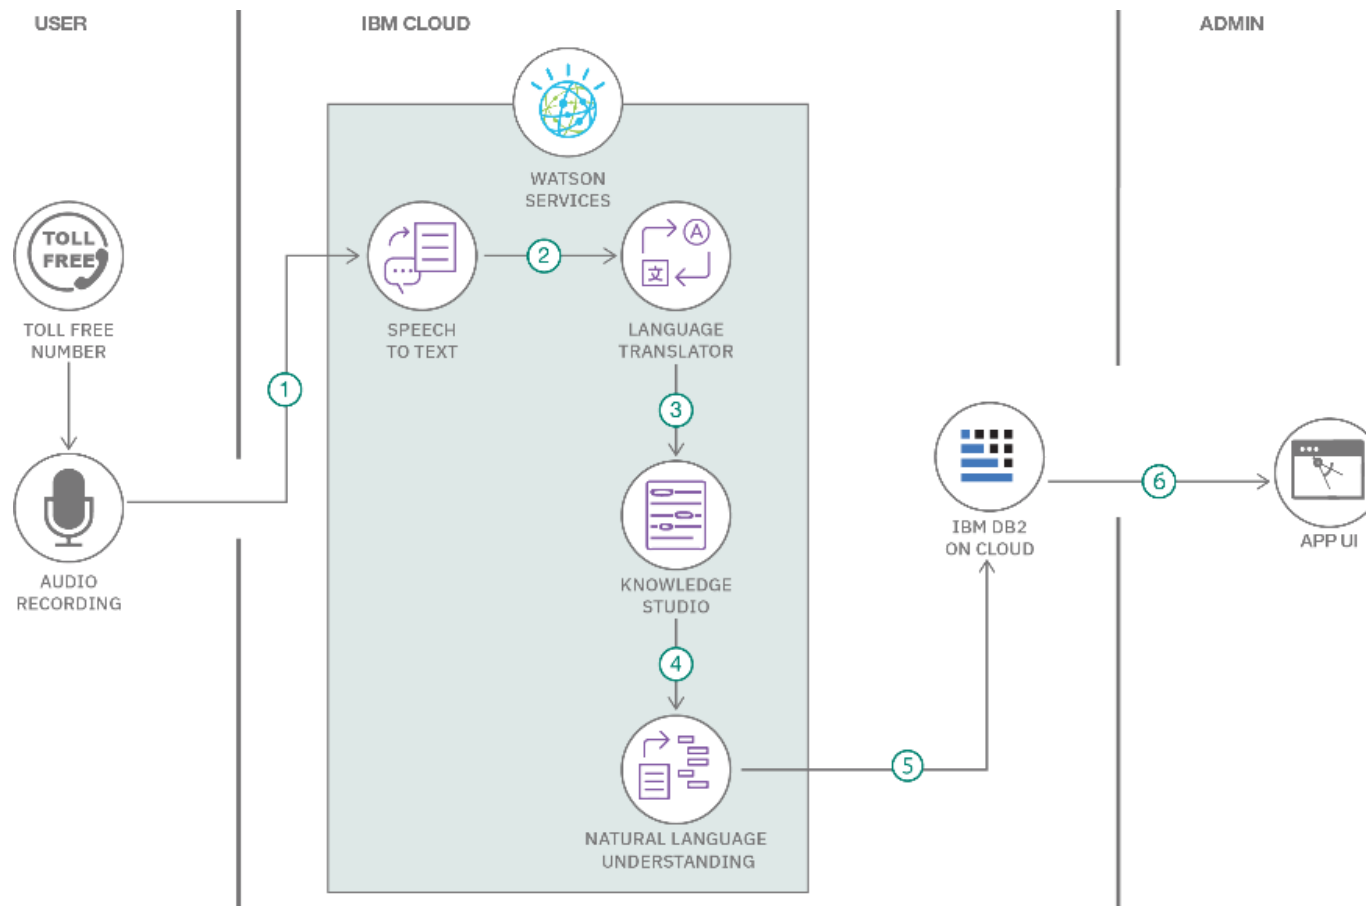 USER
IBM CLOUD
ADMIN
WATSON
SERVICES
TOLL
FREE
TOLL FREE
NUMBER
SPEECH
TO TEXT
2
A
文
LANGUAGE
TRANSLATOR
1
3
AUDIO
RECORDING
KNOWLEDGE
STUDIO
4
NATURAL LANGUAGE
UNDERSTANDING
5
IBM DB2
ON CLOUD
6
APP UI